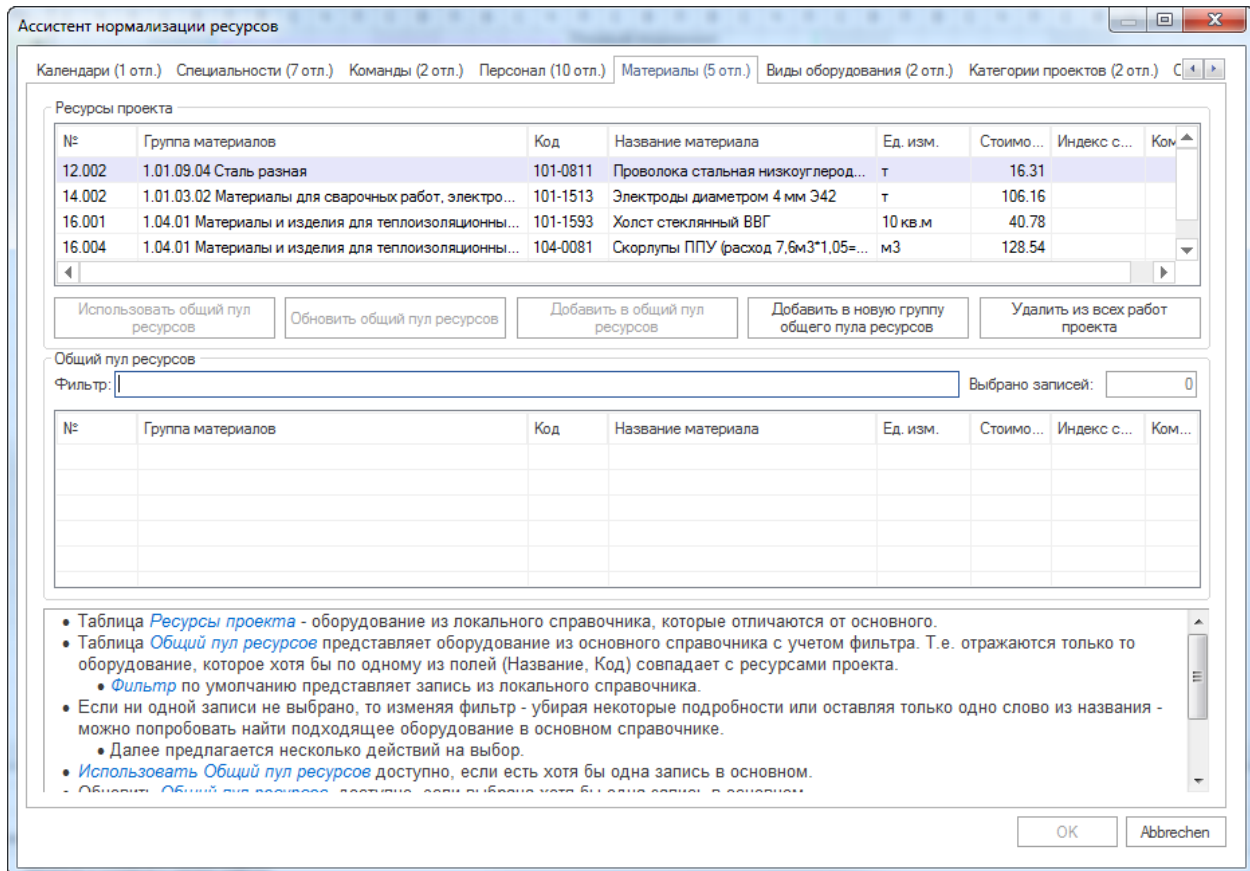 Ассистент нормализации ресурсов
Календари (1 отл.) Специальности (7 отл.) Команды (2 отл.) Персонал (10 отл.) Материалы (5 отл.) Виды оборудования (2 отл.) Категории проектов (2 отл.) С
Ресурсы проекта
№ Группа материалов Код Название материала Ед. изм. Стоимо... Индекс с... Ком
12.002 1.01.09.04 Сталь разная 101-0811 Проволока стальная низкоуглерод... т 16.31
14.002 1.01.03.02 Материалы для сварочных работ, электро... 101-1513 Электроды диаметром 4 мм Э42 т 106.16
16.001 1.04.01 Материалы и изделия для теплоизоляционны... 101-1593 Холст стеклянный ВВГ 10 кв.м 40.78
16.004 1.04.01 Материалы и изделия для теплоизоляционны... 104-0081 Скорлупы ППУ (расход 7,6м3*1,05=... м3 128.54
Использовать общий пул ресурсов Обновить общий пул ресурсов Добавить в общий пул ресурсов Добавить в новую группу общего пула ресурсов Удалить из всех работ проекта
Общий пул ресурсов
Фильтр: Выбрано записей: 0
№ Группа материалов Код Название материала Ед. изм. Стоимо... Индекс с... Ком...
• Таблица Ресурсы проекта - оборудование из локального справочника, которые отличаются от основного.
• Таблица Общий пул ресурсов представляет оборудование из основного справочника с учетом фильтра. Т.е. отражаются только то
оборудование, которое хотя бы по одному из полей (Название, Код) совпадает с ресурсами проекта.
• Фильтр по умолчанию представляет запись из локального справочника.
• Если ни одной записи не выбрано, то изменяя фильтр - убирая некоторые подробности или оставляя только одно слово из названия -
можно попробовать найти подходящее оборудование в основном справочнике.
• Далее предлагается несколько действий на выбор.
• Использовать Общий пул ресурсов доступно, если есть хотя бы одна запись в основном.
• Обновить Общий пул ресурсов доступно, если выбрана хотя бы одна запись в основном
OK Abbrechen